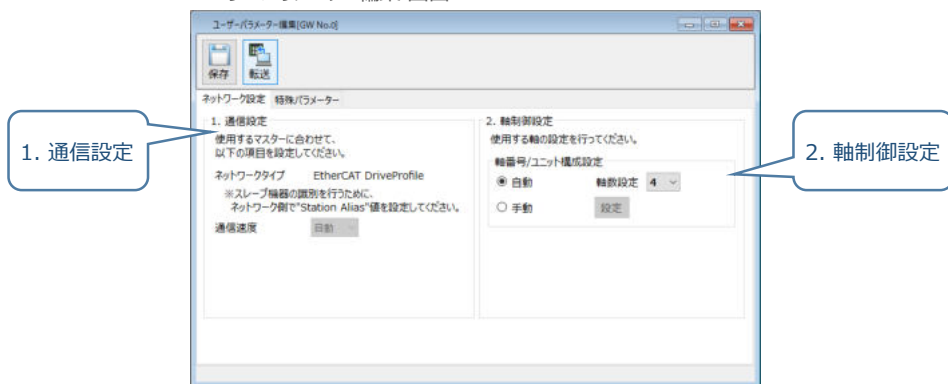 ユーザーパラメーター編集[GW No.0]
保存 転送
ネットワーク設定 特殊パラメーター
1. 通信設定
1. 通信設定
使用するマスターに合わせて、
以下の項目を設定してください。
ネットワークタイプ EtherCAT DriveProfile
※スレーブ機器の識別を行うために、
ネットワーク側で"Station Alias"値を設定してください。
通信速度 自動
2. 軸制御設定
使用する軸の設定を行ってください。
軸番号/ユニット構成設定
自動 軸数設定 4
手動 設定
2. 軸制御設定